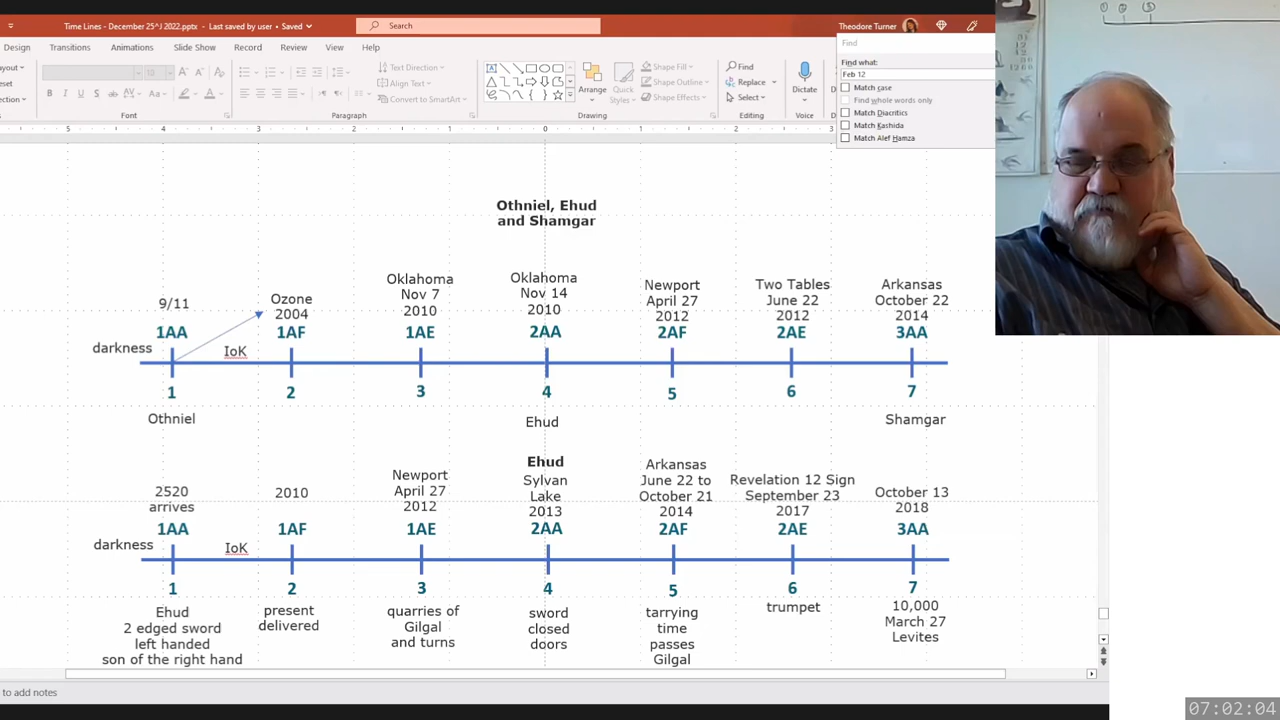 Time Lines - December 25^J 2022.pptx • Last saved by user • Saved
Search
Theodore Turner
Design Transitions Animations Slide Show Record Review View Help
Find
Find what:
Feb 12
Match case
Find whole words only
Match Diacritics
Match Kashida
Match Alef Hamza
Text Direction
Align Text
Convert to SmartArt
Arrange
Quick
Styles
Shape Fill
Shape Outline
Shape Effects
Find
Replace
Select
Dictate
Font Paragraph Drawing Editing Voice
5 4 3 2 1 0 1 2 3
Othniel, Ehud
and Shamgar
9/11
1AA
Ozone
2004
1AF
Oklahoma
Nov 7
2010
1AE
Oklahoma
Nov 14
2010
2AA
Newport
April 27
2012
2AF
Two Tables
June 22
2012
2AE
Arkansas
October 22
2014
3AA
darkness IoK
1 2 3 4 5 6 7
Othniel Ehud Shamgar
Ehud
2520
arrives
1AA
2010
1AF
Newport
April 27
2012
1AE
Sylvan
Lake
2013
2AA
Arkansas
June 22 to
October 21
2014
2AF
Revelation 12 Sign
September 23
2017
2AE
October 13
2018
3AA
darkness IoK
1 2 3 4 5 6 7
Ehud
2 edged sword
left handed
son of the right hand
present
delivered
quarries of
Gilgal
and turns
sword
closed
doors
tarrying
time
passes
Gilgal
trumpet
10,000
March 27
Levites
to add notes
07:02:04